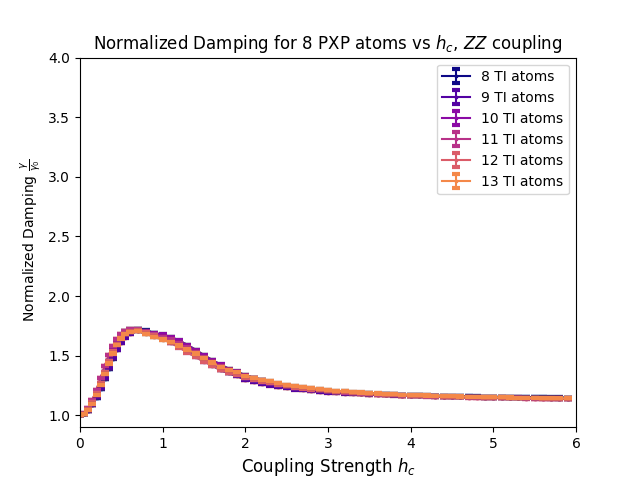 Normalized Damping for 8 PXP atoms vs h_c, ZZ coupling
4.0
3.5
3.0
2.5
2.0
1.5
1.0
Normalized Damping γ/γ₀
0 1 2 3 4 5 6
Coupling Strength h_c
8 TI atoms
9 TI atoms
10 TI atoms
11 TI atoms
12 TI atoms
13 TI atoms